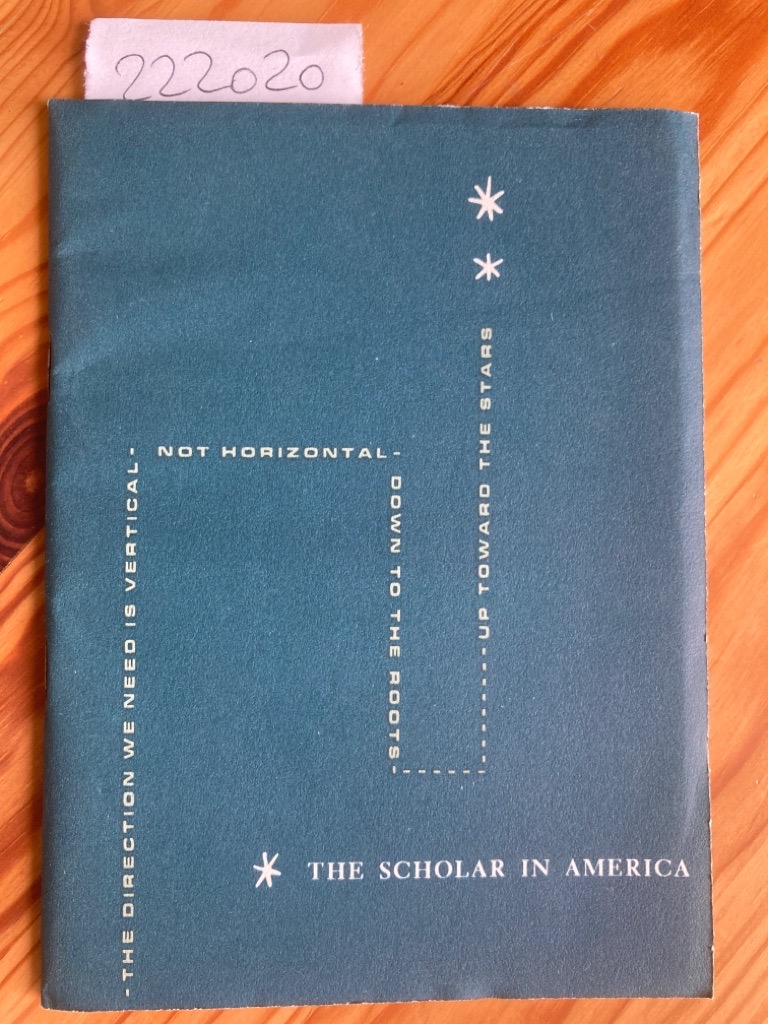 222020
-THE DIRECTION WE NEED IS VERTICAL-
NOT HORIZONTAL-
DOWN TO THE ROOTS-
UP TOWARD THE STARS
* THE SCHOLAR IN AMERICA